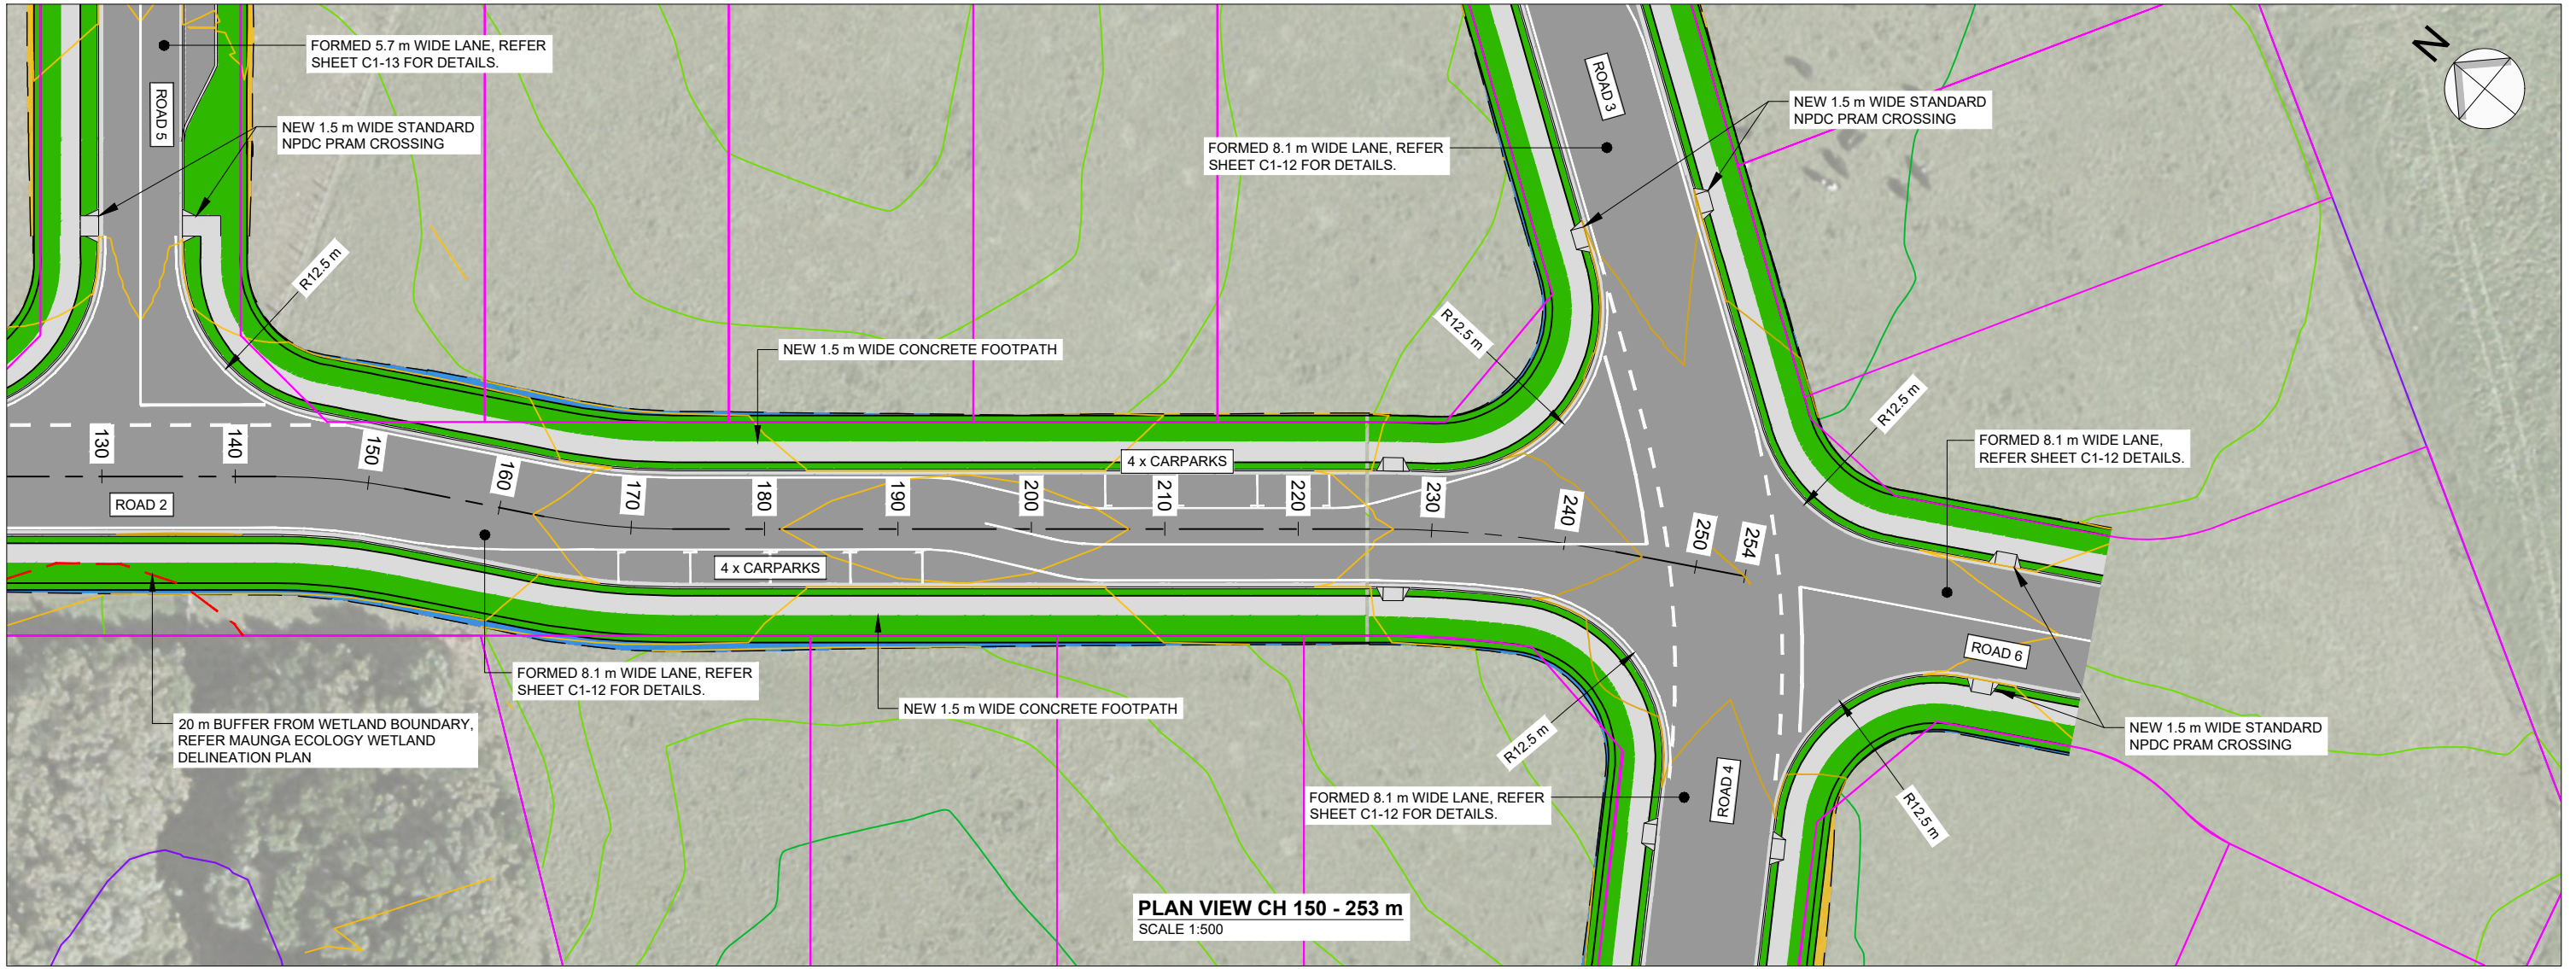 FORMED 5.7 m WIDE LANE, REFER
SHEET C1-13 FOR DETAILS.
ROAD 5
NEW 1.5 m WIDE STANDARD
NPDC PRAM CROSSING
R12.5 m
ROAD 3
FORMED 8.1 m WIDE LANE, REFER
SHEET C1-12 FOR DETAILS.
NEW 1.5 m WIDE STANDARD
NPDC PRAM CROSSING
N
R12.5 m
NEW 1.5 m WIDE CONCRETE FOOTPATH
R12.5 m
FORMED 8.1 m WIDE LANE,
REFER SHEET C1-12 DETAILS.
4 x CARPARKS
130
140
150
160
170
180
190
200
210
220
230
240
250
254
ROAD 2
4 x CARPARKS
ROAD 6
FORMED 8.1 m WIDE LANE, REFER
SHEET C1-12 FOR DETAILS.
NEW 1.5 m WIDE CONCRETE FOOTPATH
20 m BUFFER FROM WETLAND BOUNDARY,
REFER MAUNGA ECOLOGY WETLAND
DELINEATION PLAN
R12.5 m
NEW 1.5 m WIDE STANDARD
NPDC PRAM CROSSING
FORMED 8.1 m WIDE LANE, REFER
SHEET C1-12 FOR DETAILS.
ROAD 4
R12.5 m
PLAN VIEW CH 150 - 253 m
SCALE 1:500